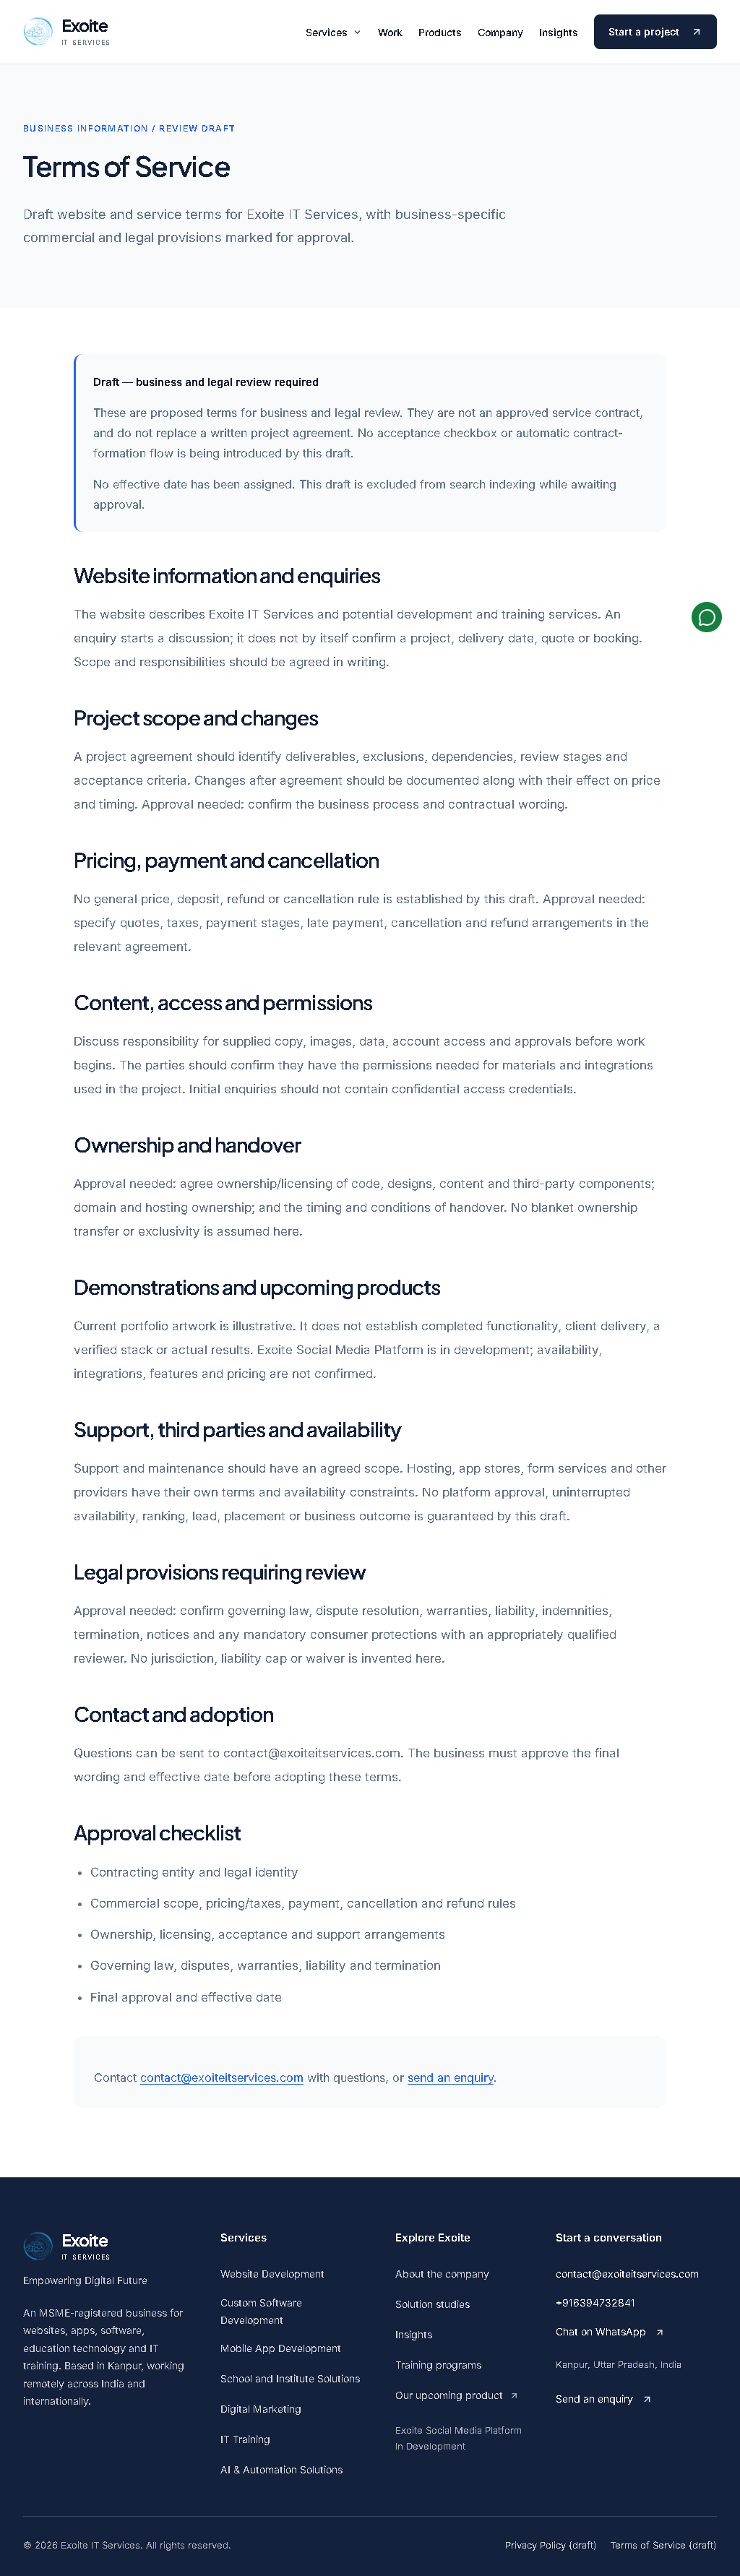 Exoite
IT SERVICES
Services
Work
Products
Company
Insights
Start a project
BUSINESS INFORMATION / REVIEW DRAFT
Terms of Service
Draft website and service terms for Exoite IT Services, with business-specific
commercial and legal provisions marked for approval.
Draft — business and legal review required
These are proposed terms for business and legal review. They are not an approved service contract,
and do not replace a written project agreement. No acceptance checkbox or automatic contract-
formation flow is being introduced by this draft.
No effective date has been assigned. This draft is excluded from search indexing while awaiting
approval.
Website information and enquiries
The website describes Exoite IT Services and potential development and training services. An
enquiry starts a discussion; it does not by itself confirm a project, delivery date, quote or booking.
Scope and responsibilities should be agreed in writing.
Project scope and changes
A project agreement should identify deliverables, exclusions, dependencies, review stages and
acceptance criteria. Changes after agreement should be documented along with their effect on price
and timing. Approval needed: confirm the business process and contractual wording.
Pricing, payment and cancellation
No general price, deposit, refund or cancellation rule is established by this draft. Approval needed:
specify quotes, taxes, payment stages, late payment, cancellation and refund arrangements in the
relevant agreement.
Content, access and permissions
Discuss responsibility for supplied copy, images, data, account access and approvals before work
begins. The parties should confirm they have the permissions needed for materials and integrations
used in the project. Initial enquiries should not contain confidential access credentials.
Ownership and handover
Approval needed: agree ownership/licensing of code, designs, content and third-party components;
domain and hosting ownership; and the timing and conditions of handover. No blanket ownership
transfer or exclusivity is assumed here.
Demonstrations and upcoming products
Current portfolio artwork is illustrative. It does not establish completed functionality, client delivery, a
verified stack or actual results. Exoite Social Media Platform is in development; availability,
integrations, features and pricing are not confirmed.
Support, third parties and availability
Support and maintenance should have an agreed scope. Hosting, app stores, form services and other
providers have their own terms and availability constraints. No platform approval, uninterrupted
availability, ranking, lead, placement or business outcome is guaranteed by this draft.
Legal provisions requiring review
Approval needed: confirm governing law, dispute resolution, warranties, liability, indemnities,
termination, notices and any mandatory consumer protections with an appropriately qualified
reviewer. No jurisdiction, liability cap or waiver is invented here.
Contact and adoption
Questions can be sent to contact@exoiteitservices.com. The business must approve the final
wording and effective date before adopting these terms.
Approval checklist
• Contracting entity and legal identity
• Commercial scope, pricing/taxes, payment, cancellation and refund rules
• Ownership, licensing, acceptance and support arrangements
• Governing law, disputes, warranties, liability and termination
• Final approval and effective date
Contact contact@exoiteitservices.com with questions, or send an enquiry.
Exoite
IT SERVICES
Empowering Digital Future
An MSME-registered business for
websites, apps, software,
education technology and IT
training. Based in Kanpur, working
remotely across India and
internationally.
Services
Website Development
Custom Software
Development
Mobile App Development
School and Institute Solutions
Digital Marketing
IT Training
AI & Automation Solutions
Explore Exoite
About the company
Solution studies
Insights
Training programs
Our upcoming product
Exoite Social Media Platform
In Development
Start a conversation
contact@exoiteitservices.com
+916394732841
Chat on WhatsApp
Kanpur, Uttar Pradesh, India
Send an enquiry
© 2026 Exoite IT Services. All rights reserved.
Privacy Policy (draft)
Terms of Service (draft)